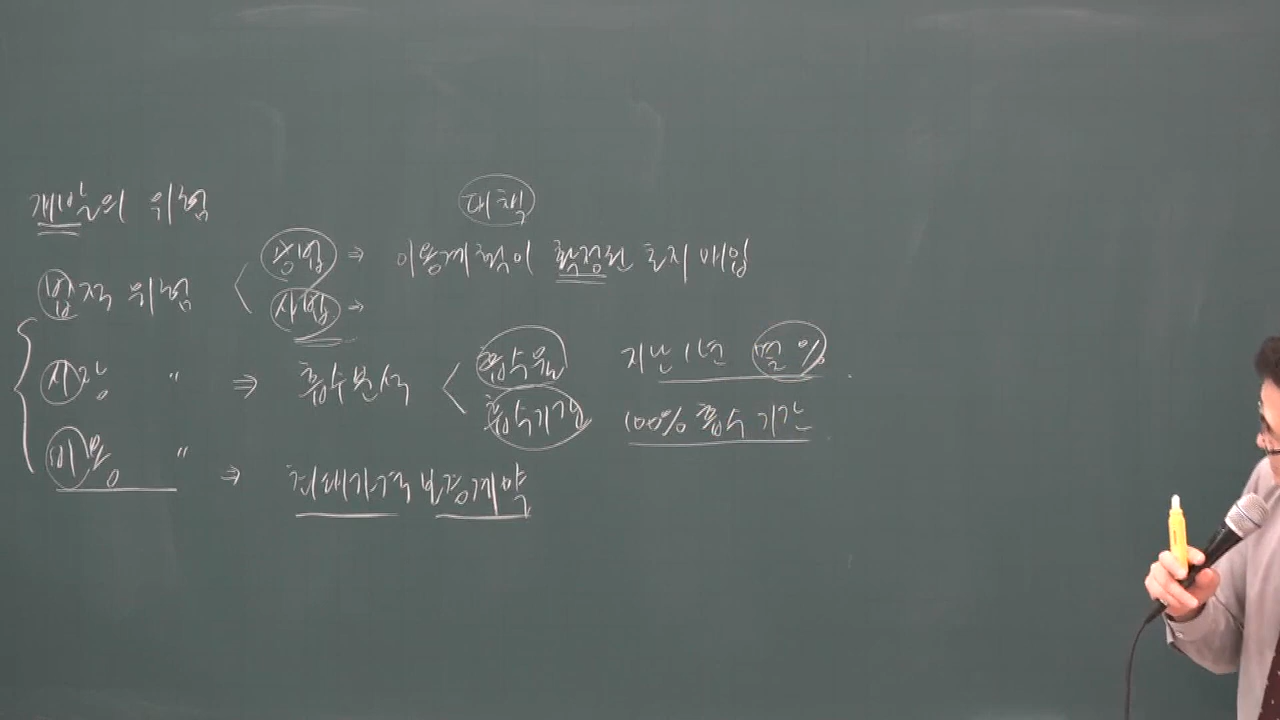 개발의 위험
대책
공법 ⇒ 이용계획이 확정된 토지 매입
법적 위험 <
사법 ⇒
시장 〃 ⇒ 흡수분석 < 흡수율 지난 1년 몇 %
흡수기간 100% 흡수 기간
비용 〃 ⇒ 최대가격 보증계약